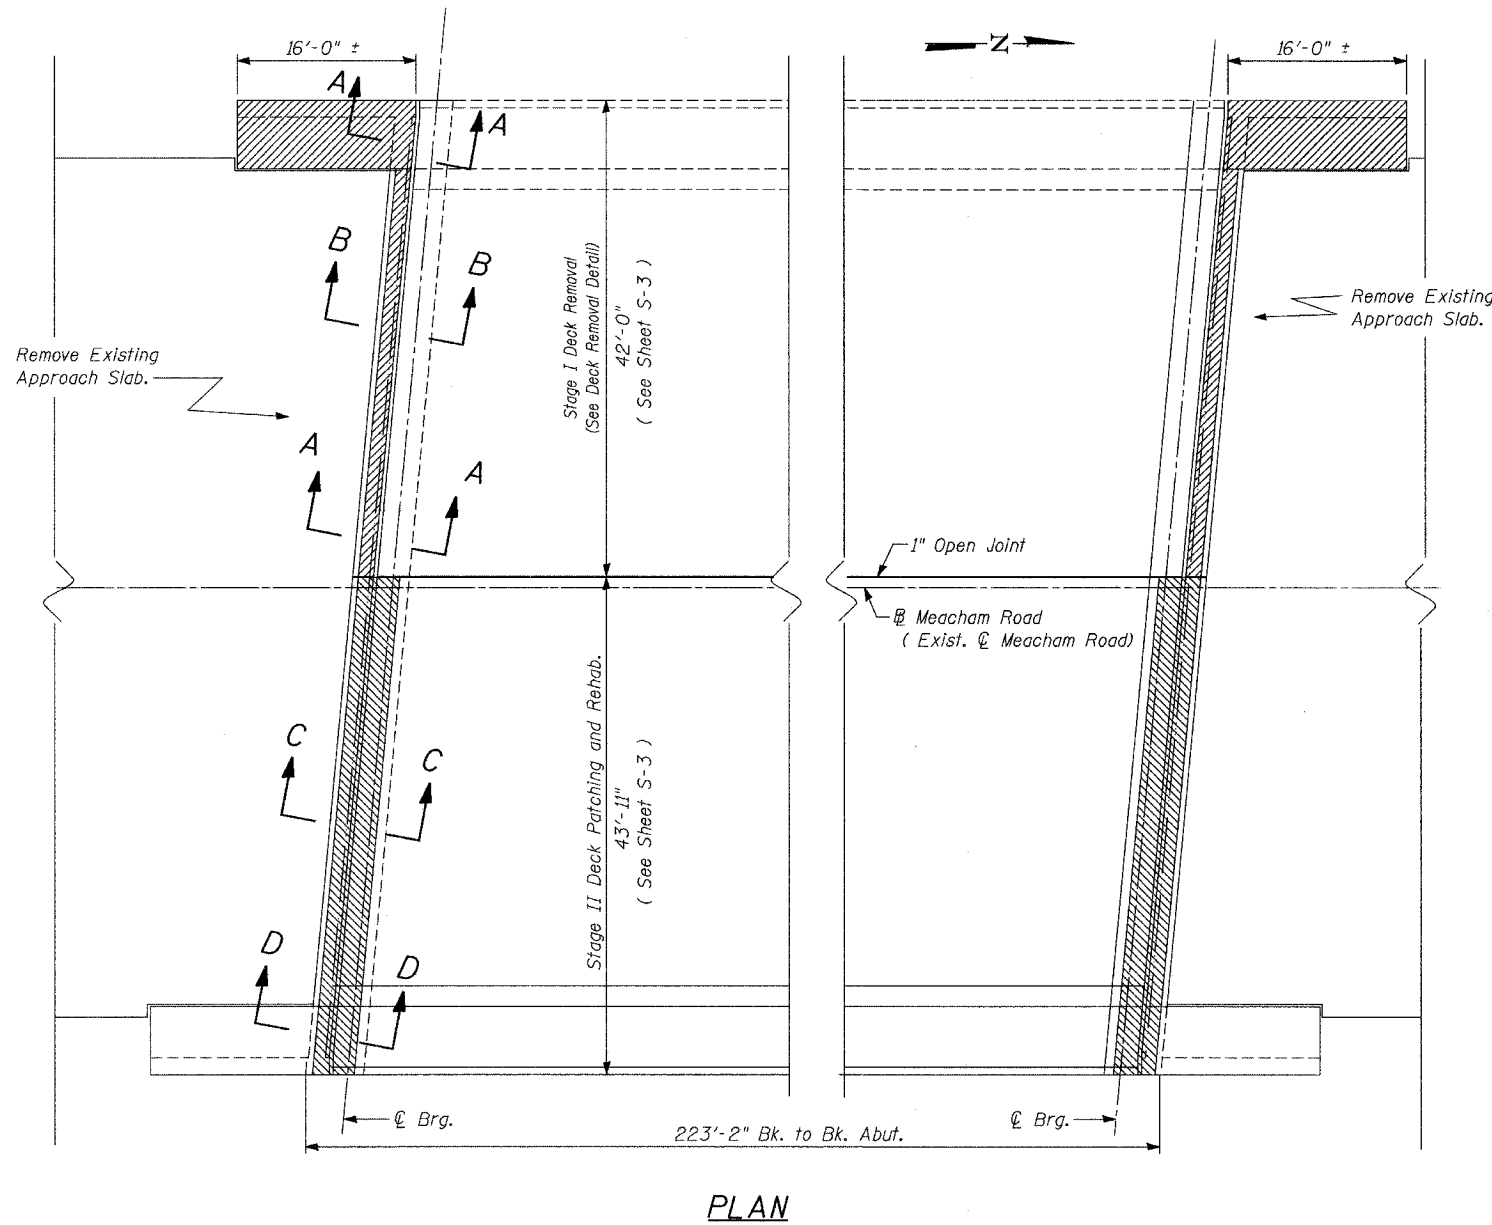 16'-0" ±
N
16'-0" ±
A
A
B
B
Stage I Deck Removal
(See Deck Removal Detail)
42'-0"
( See Sheet S-3 )
Remove Existing
Approach Slab.
Remove Existing
Approach Slab.
A
A
1" Open Joint
℄ Meacham Road
( Exist. ℄ Meacham Road)
Stage II Deck Patching and Rehab.
43'-11"
( See Sheet S-3 )
C
C
D
D
℄ Brg.
℄ Brg.
223'-2" Bk. to Bk. Abut.
PLAN